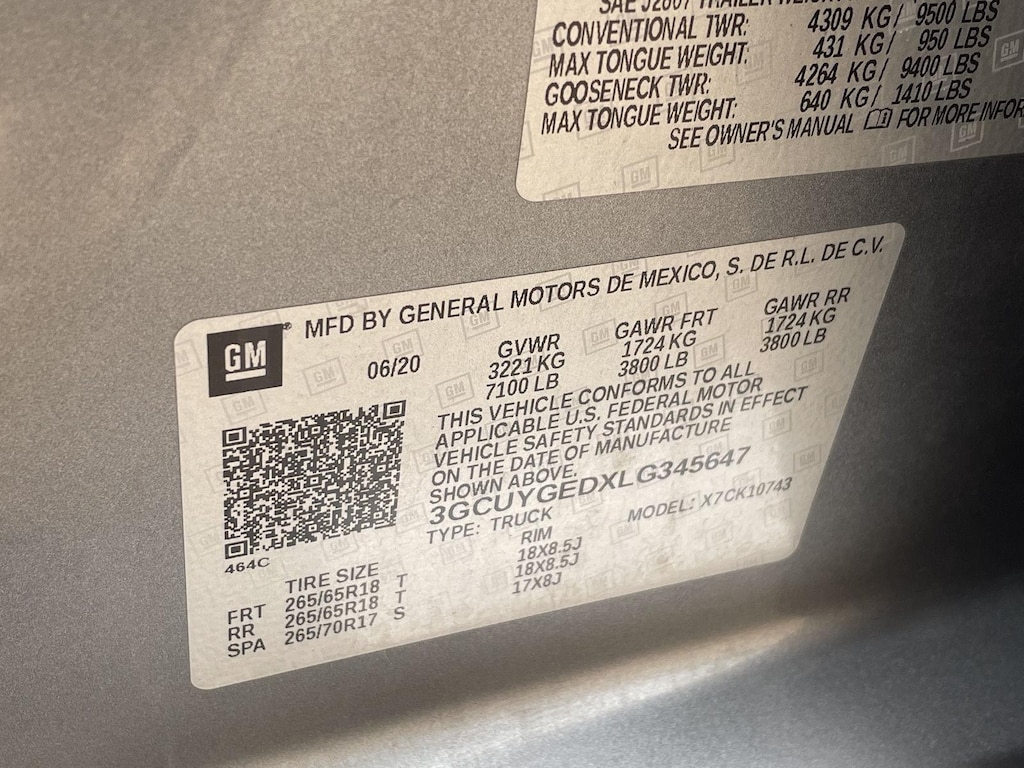 SAE J2807 TRAILER WEIGHT
CONVENTIONAL TWR: 4309 KG/ 9500 LBS
MAX TONGUE WEIGHT: 431 KG/ 950 LBS
GOOSENECK TWR: 4264 KG/ 9400 LBS
MAX TONGUE WEIGHT: 640 KG/ 1410 LBS
SEE OWNER'S MANUAL FOR MORE INFOR
GM
MFD BY GENERAL MOTORS DE MEXICO, S. DE R.L. DE C.V.
06/20 GVWR GAWR FRT GAWR RR
3221 KG 1724 KG 1724 KG
7100 LB 3800 LB 3800 LB
THIS VEHICLE CONFORMS TO ALL
APPLICABLE U.S. FEDERAL MOTOR
VEHICLE SAFETY STANDARDS IN EFFECT
ON THE DATE OF MANUFACTURE
SHOWN ABOVE.
3GCUYGEDXLG345647
TYPE: TRUCK MODEL: X7CK10743
464C
TIRE SIZE RIM
FRT 265/65R18 T 18X8.5J
RR 265/65R18 T 18X8.5J
SPA 265/70R17 S 17X8J